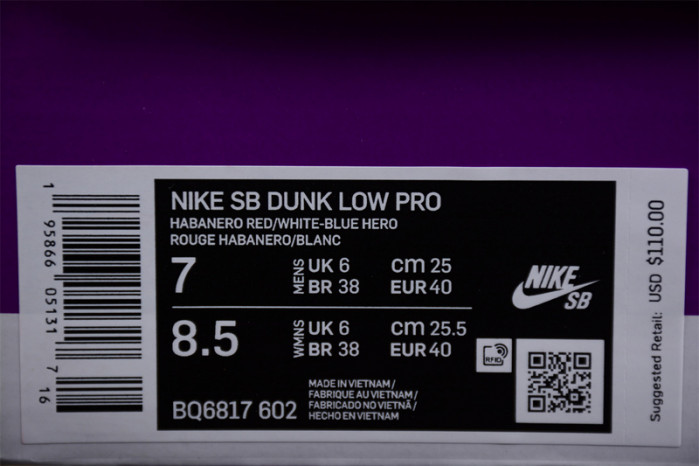 NIKE SB DUNK LOW PRO
HABANERO RED/WHITE-BLUE HERO
ROUGE HABANERO/BLANC
7 MENS UK 6 cm 25
BR 38 EUR 40
8.5 WMNS UK 6 cm 25.5
BR 38 EUR 40
BQ6817 602
MADE IN VIETNAM /
FABRIQUE AU VIETNAM /
FABRICADO NO VIETNÃ /
HECHO EN VIETNAM
NIKE
SB
RFID
1 95866 05131 7 16
Suggested Retail: USD $110.00